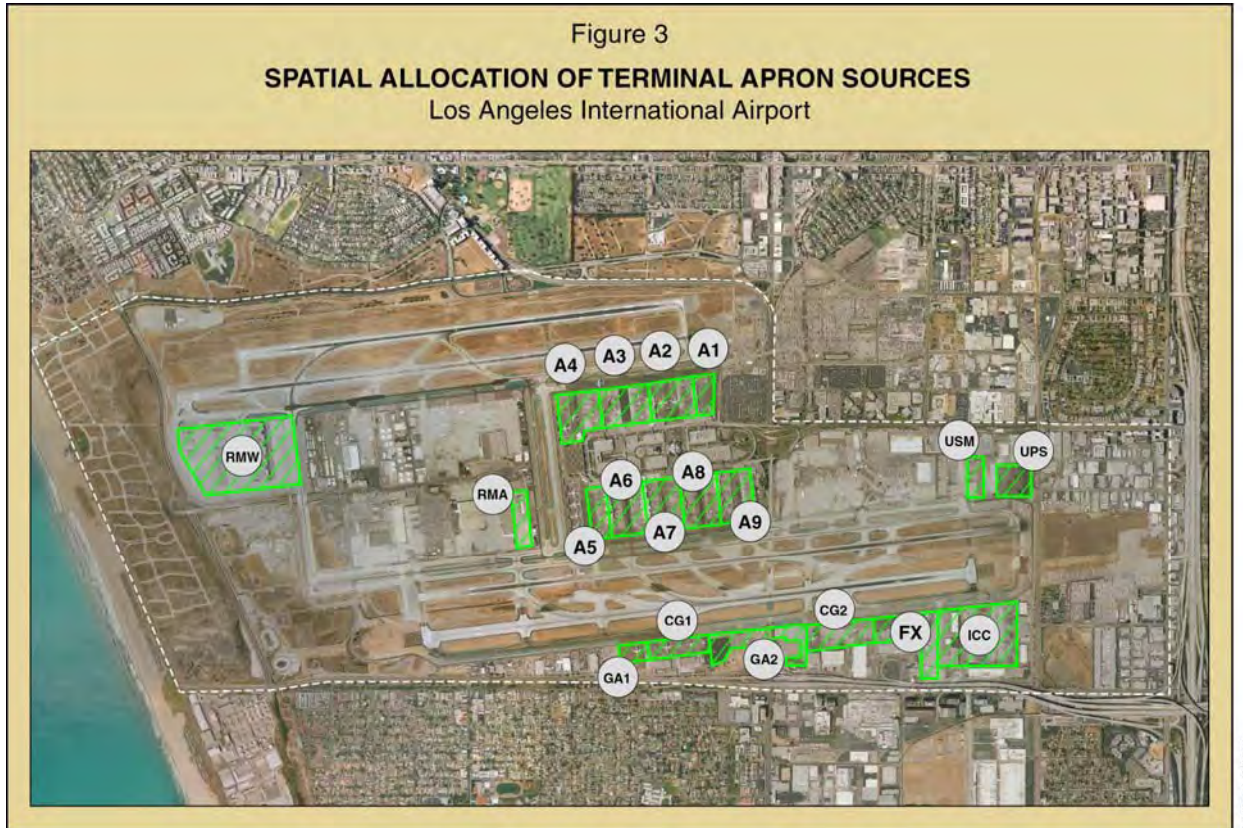 Figure 3
SPATIAL ALLOCATION OF TERMINAL APRON SOURCES
Los Angeles International Airport
A4 A3 A2 A1
RMW
USM UPS
RMA
A6 A8
A5 A7 A9
CG1 CG2
FX ICC
GA1 GA2